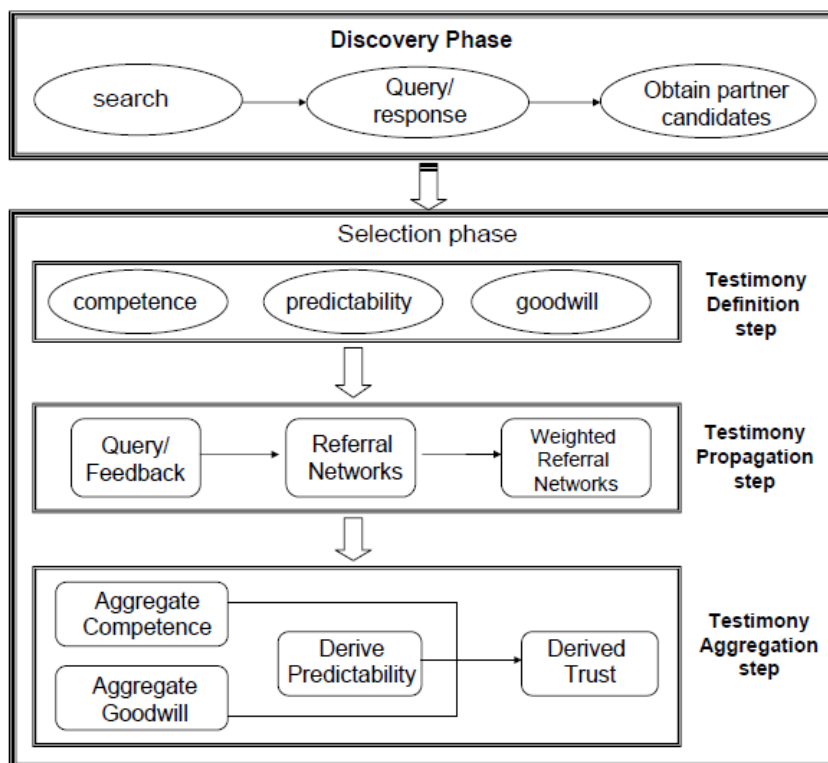 Discovery Phase
search
Query/
response
Obtain partner
candidates
Selection phase
competence
predictability
goodwill
Testimony
Definition
step
Query/
Feedback
Referral
Networks
Weighted
Referral
Networks
Testimony
Propagation
step
Aggregate
Competence
Aggregate
Goodwill
Derive
Predictability
Derived
Trust
Testimony
Aggregation
step